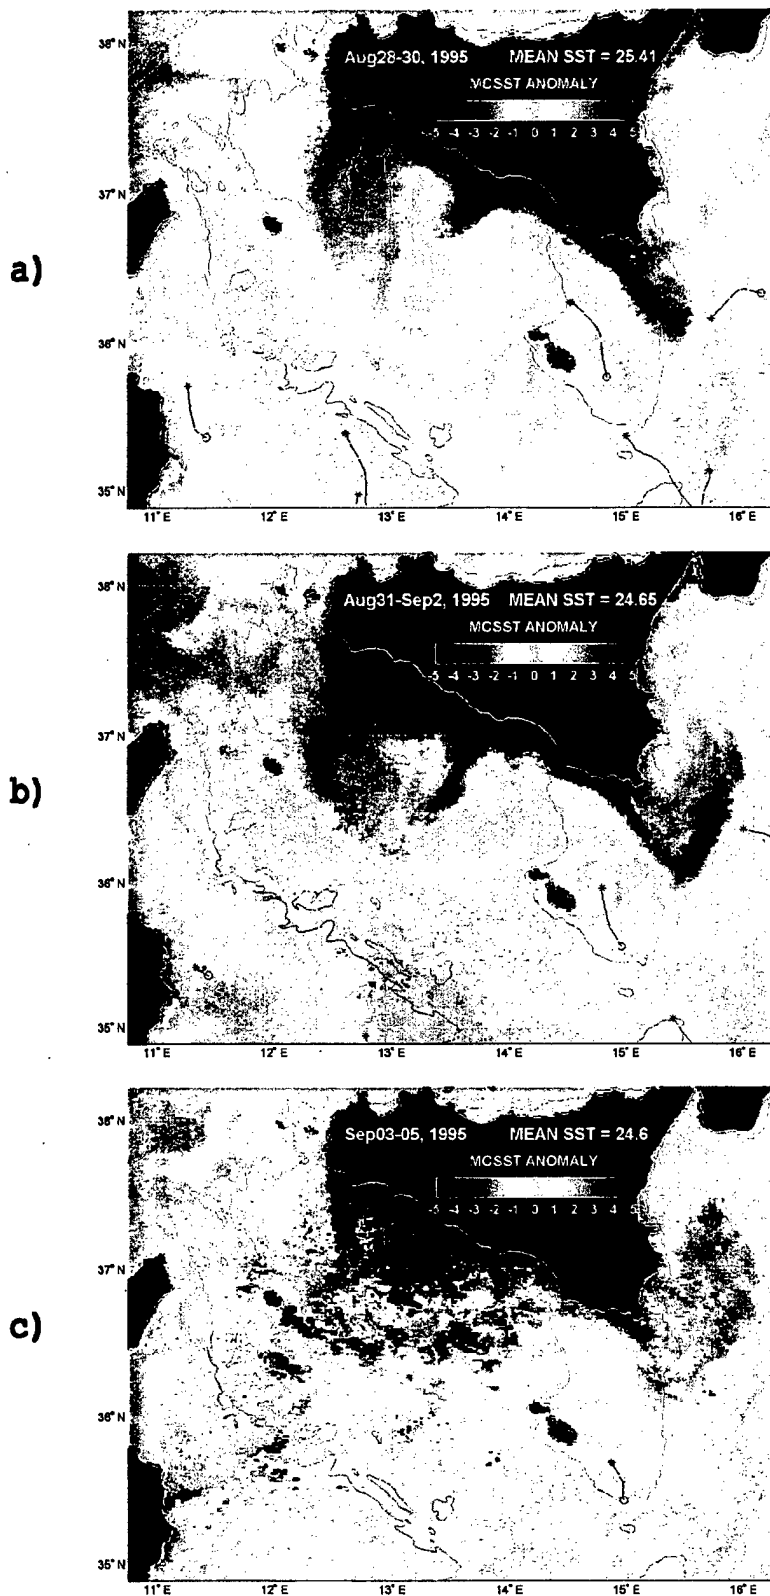 a)
38° N
37° N
36° N
35° N
Aug28-30, 1995 MEAN SST = 25.41
MCSST ANOMALY
-5 -4 -3 -2 -1 0 1 2 3 4 5
11° E 12° E 13° E 14° E 15° E 16° E
b)
38° N
37° N
36° N
35° N
Aug31-Sep2, 1995 MEAN SST = 24.65
MCSST ANOMALY
-5 -4 -3 -2 -1 0 1 2 3 4 5
11° E 12° E 13° E 14° E 15° E 16° E
c)
38° N
37° N
36° N
35° N
Sep03-05, 1995 MEAN SST = 24.6
MCSST ANOMALY
-5 -4 -3 -2 -1 0 1 2 3 4 5
11° E 12° E 13° E 14° E 15° E 16° E